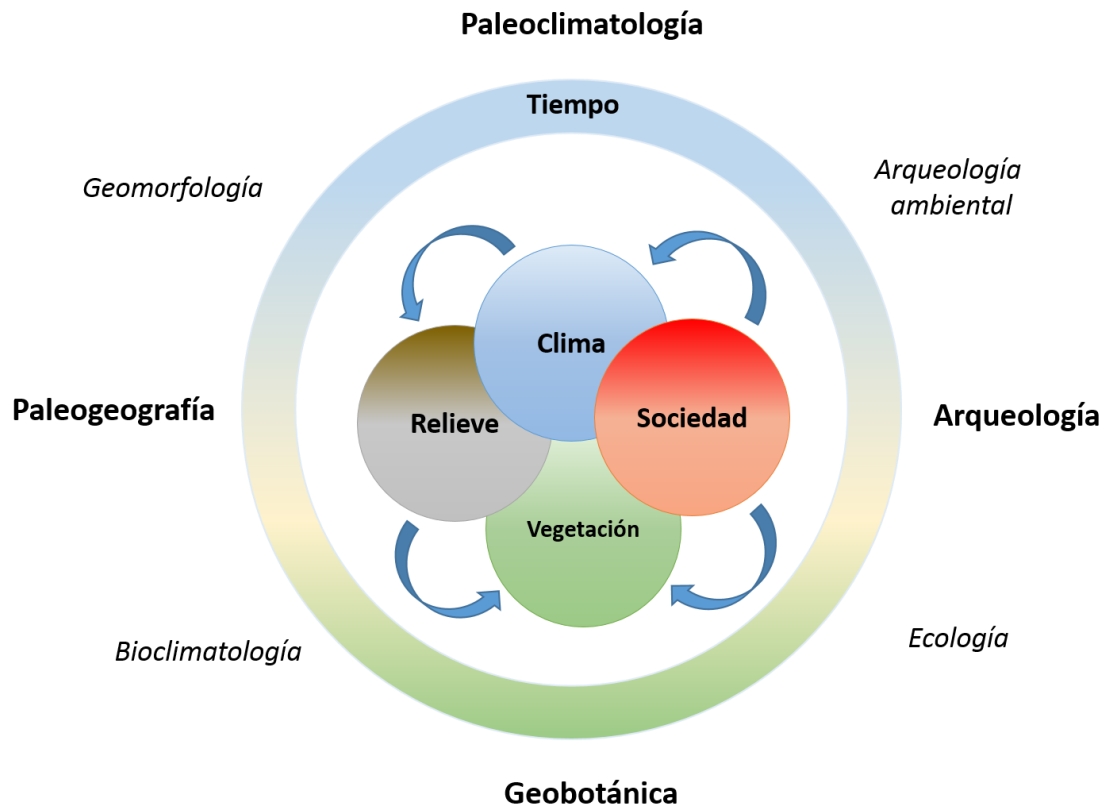 Paleoclimatología
Tiempo
Geomorfología
Arqueología
ambiental
Clima
Paleogeografía
Relieve
Sociedad
Arqueología
Vegetación
Bioclimatología
Ecología
Geobotánica